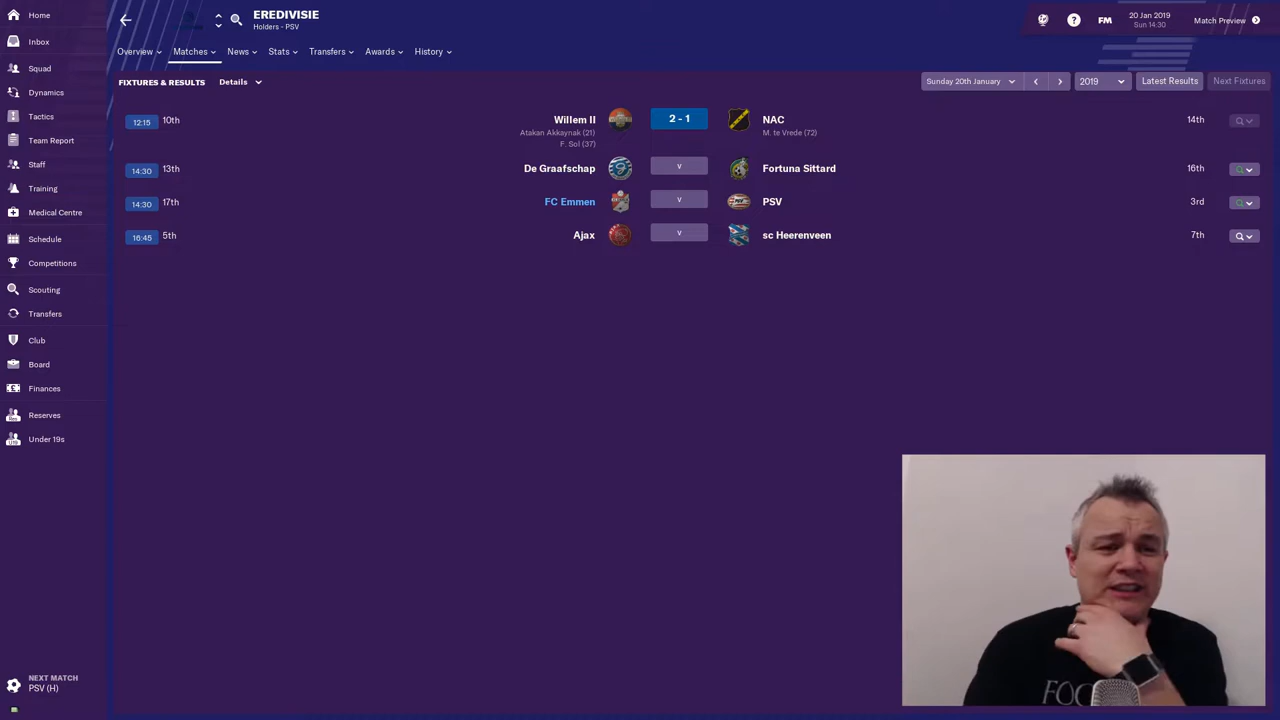 Home
Inbox
Squad
Dynamics
Tactics
Team Report
Staff
Training
Medical Centre
Schedule
Competitions
Scouting
Transfers
Club
Board
Finances
Reserves
Under 19s
NEXT MATCH
PSV (H)
EREDIVISIE
Holders - PSV
FM
20 Jan 2019
Sun 14:30
Match Preview
Overview
Matches
News
Stats
Transfers
Awards
History
FIXTURES & RESULTS
Details
Sunday 20th January
2019
Latest Results
Next Fixtures
12:15 10th Willem II 2 - 1 NAC 14th
Atakan Akkaynak (21) M. te Vrede (72)
F. Sol (37)
14:30 13th De Graafschap v Fortuna Sittard 16th
14:30 17th FC Emmen v PSV 3rd
16:45 5th Ajax v sc Heerenveen 7th